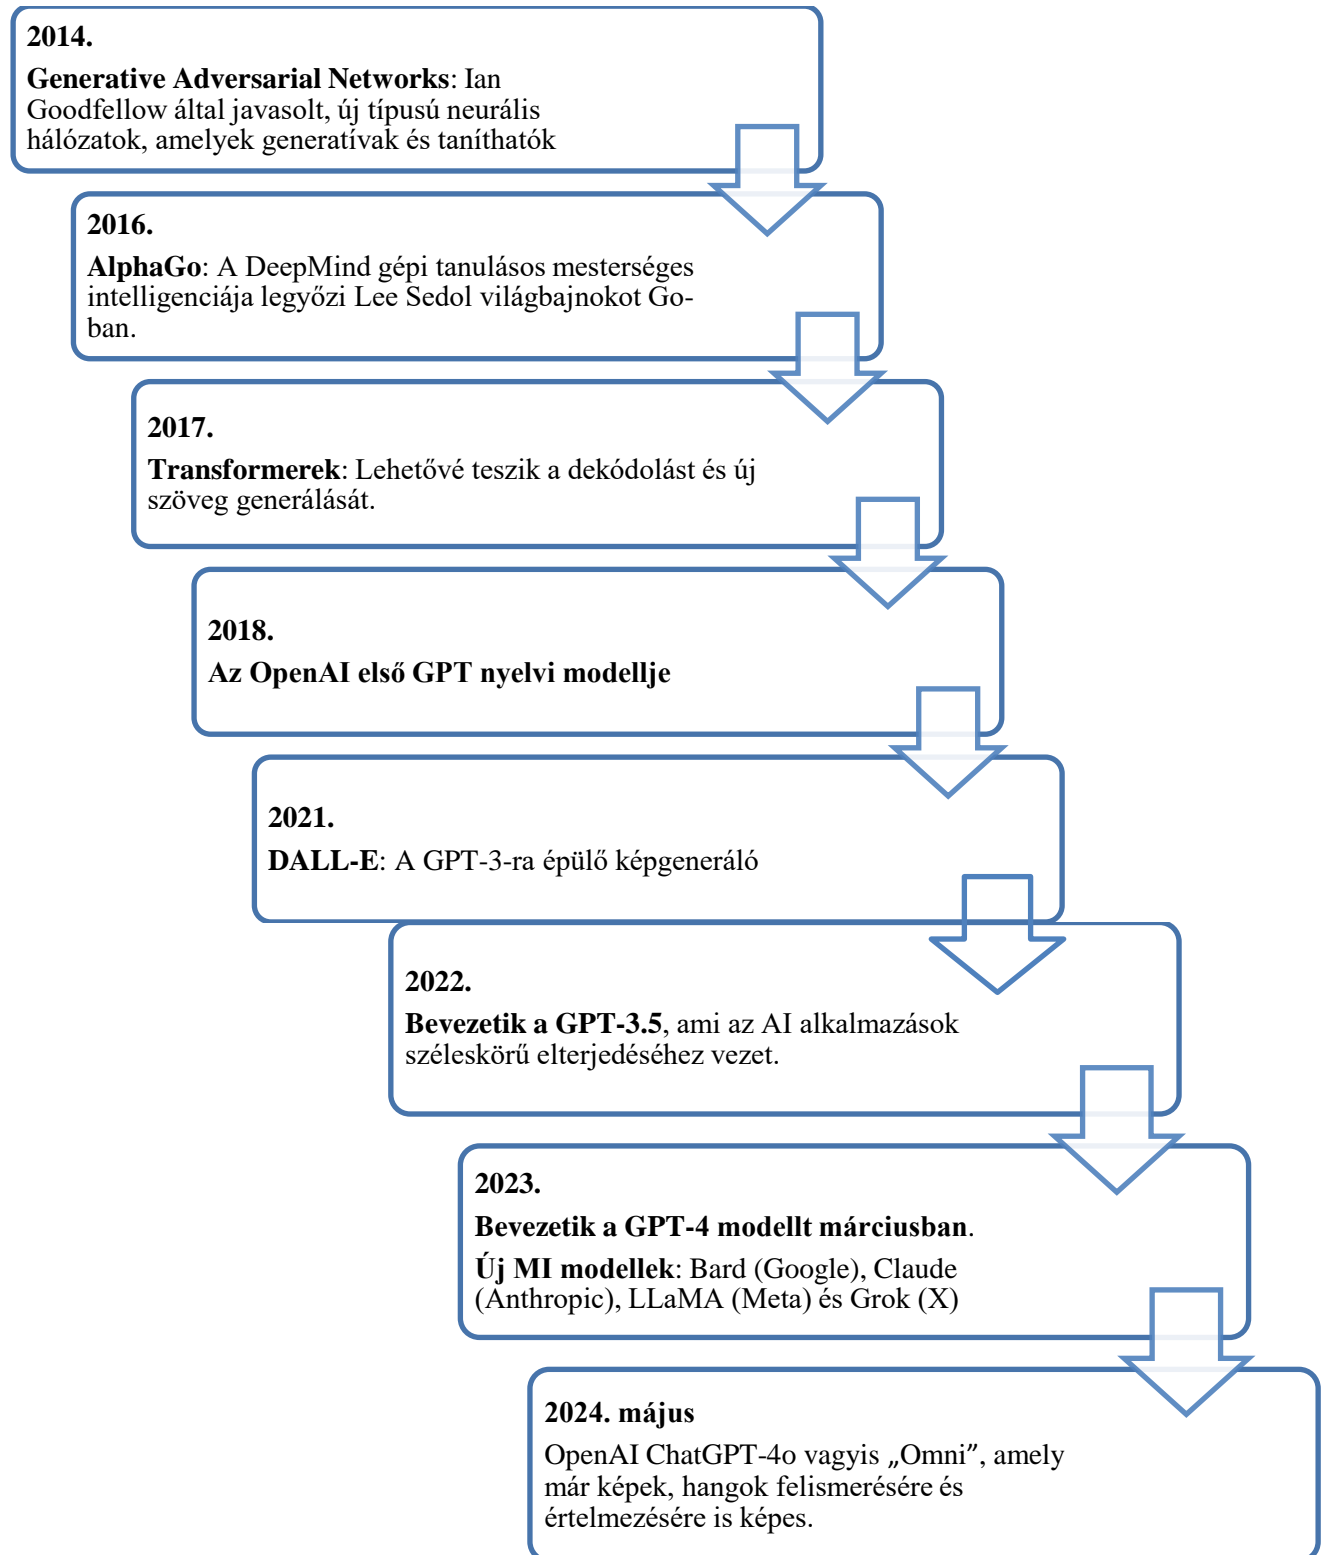 2014.
Generative Adversarial Networks: Ian
Goodfellow által javasolt, új típusú neurális
hálózatok, amelyek generatívak és taníthatók
2016.
AlphaGo: A DeepMind gépi tanulásos mesterséges
intelligenciája legyőzi Lee Sedol világbajnokot Go-
ban.
2017.
Transformerek: Lehetővé teszik a dekódolást és új
szöveg generálását.
2018.
Az OpenAI első GPT nyelvi modellje
2021.
DALL-E: A GPT-3-ra épülő képgeneráló
2022.
Bevezetik a GPT-3.5, ami az AI alkalmazások
széleskörű elterjedéséhez vezet.
2023.
Bevezetik a GPT-4 modellt márciusban.
Új MI modellek: Bard (Google), Claude
(Anthropic), LLaMA (Meta) és Grok (X)
2024. május
OpenAI ChatGPT-4o vagyis „Omni”, amely
már képek, hangok felismerésére és
értelmezésére is képes.